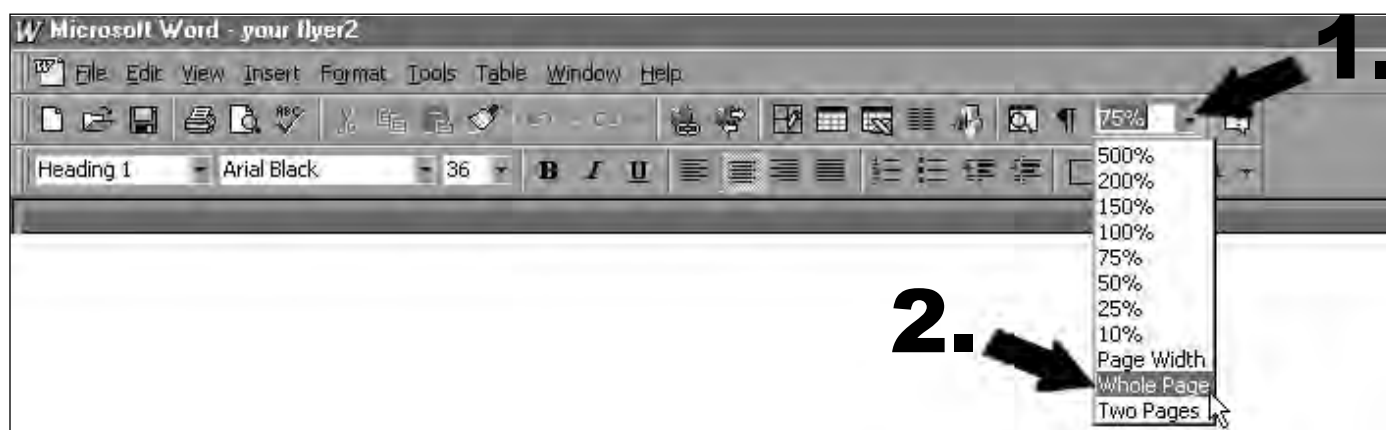 Microsoft Word - your flyer2
1.
File Edit View Insert Format Tools Table Window Help
ABC 75%
Heading 1 Arial Black 36 B I U
500%
200%
150%
100%
75%
50%
25%
10%
2.
Page Width
Whole Page
Two Pages